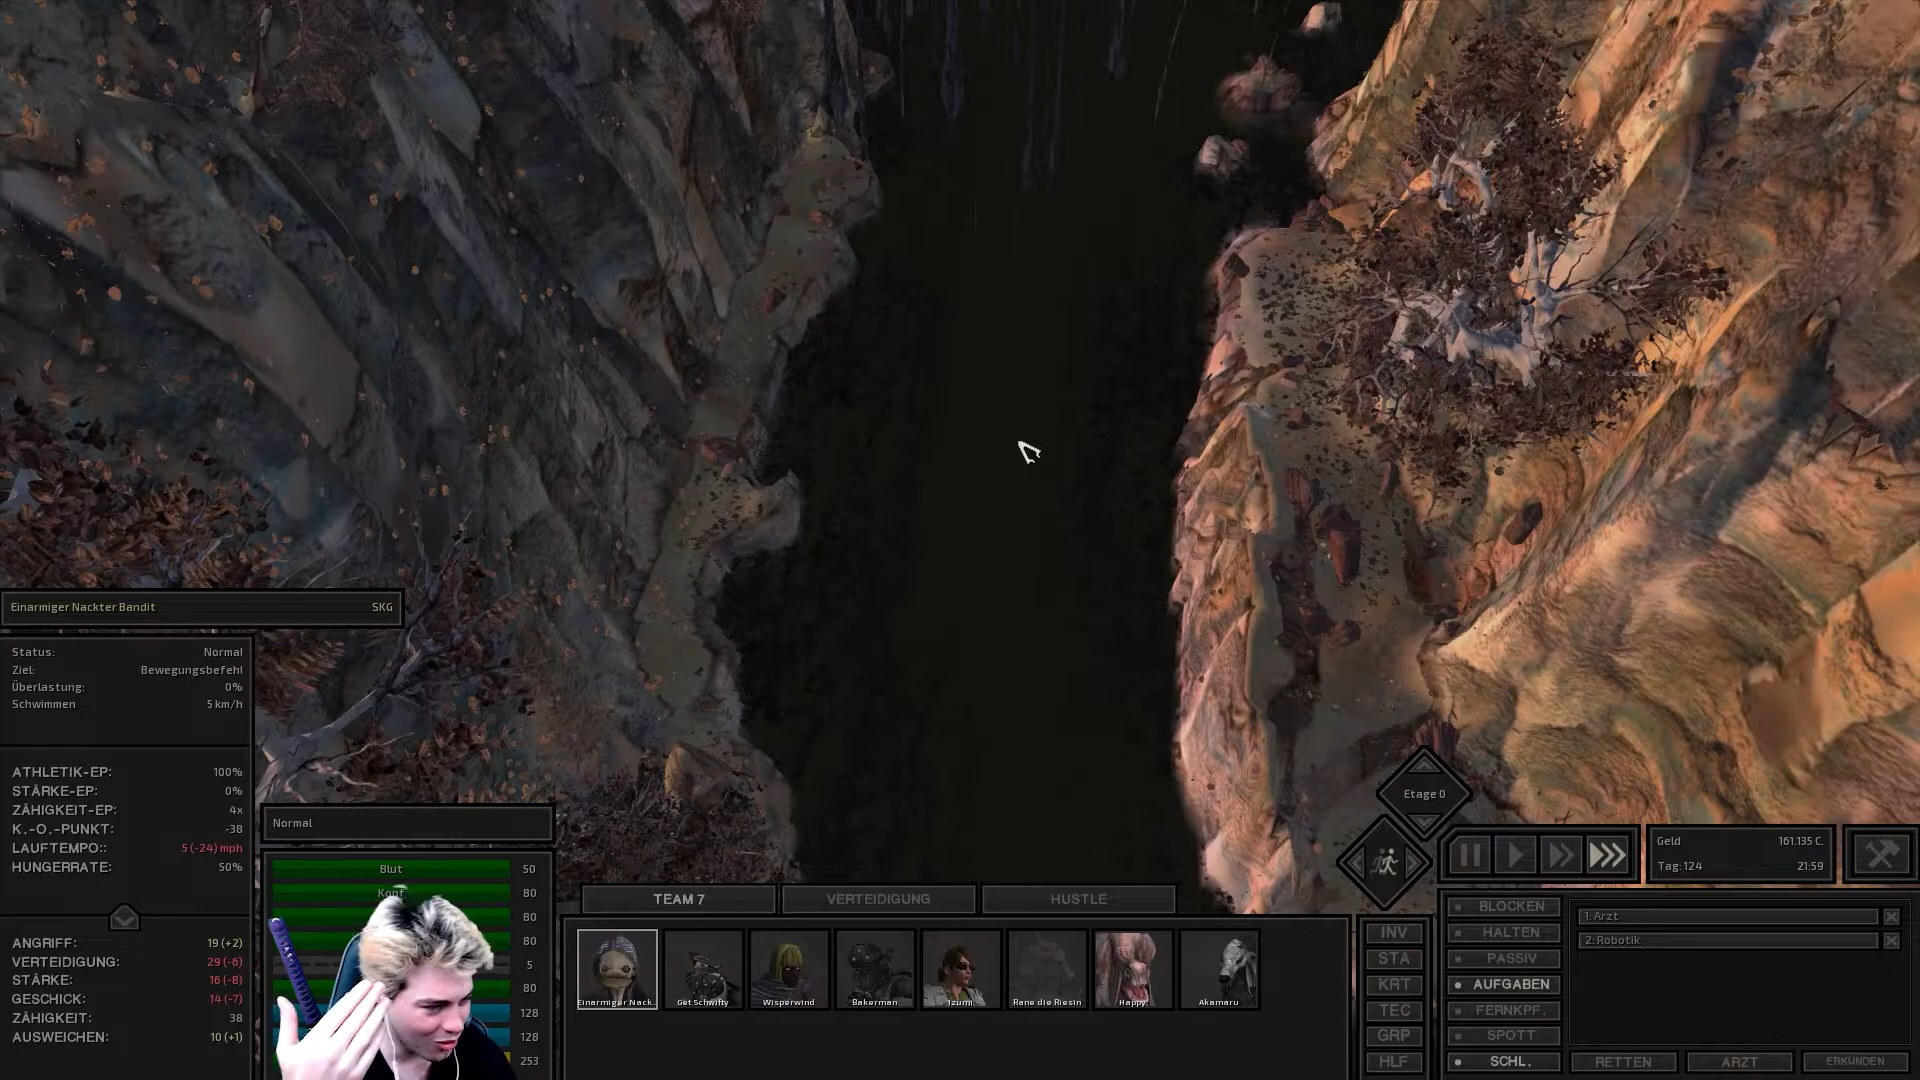 Einarmiger Nackter Bandit SKG
Status: Normal
Ziel: Bewegungsbefehl
Überlastung: 0%
Schwimmen 5 km/h
ATHLETIK-EP: 100%
STÄRKE-EP: 0%
ZÄHIGKEIT-EP: 4x
K.-O.-PUNKT: -38
LAUFTEMPO:: 5 (-24) mph
HUNGERRATE: 50%
ANGRIFF: 19 (+2)
VERTEIDIGUNG: 29 (-6)
STÄRKE: 16 (-8)
GESCHICK: 14 (-7)
ZÄHIGKEIT: 38
AUSWEICHEN: 10 (+1)
Normal
Blut 50
Kopf 80
80
80
5
80
128
128
253
TEAM 7 VERTEIDIGUNG HUSTLE
Einarmiger Nack.. Get Schwifty Wisperwind Bakerman Izumi Rane die Riesin Happy Akamaru
Etage 0
Geld 161.135 C.
Tag: 124 21:59
INV
STA
KRT
TEC
GRP
HLF
BLOCKEN
HALTEN
PASSIV
AUFGABEN
FERNKPF.
SPOTT
SCHL.
1: Arzt
2: Robotik
RETTEN ARZT ERKUNDEN